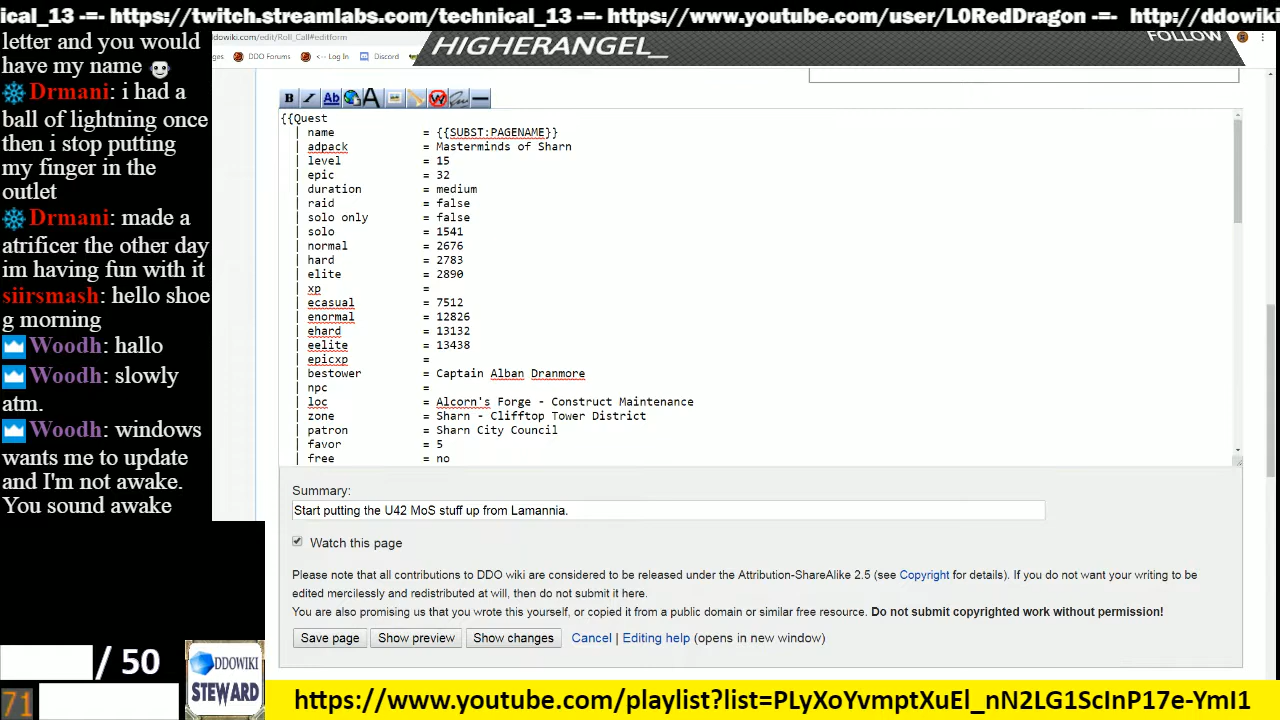 ical_13 -=- https://twitch.streamlabs.com/technical_13 -=- https://www.youtube.com/user/L0RedDragon -=- http://ddowiki
letter and you would
have my name
Drmani: i had a
ball of lightning once
then i stop putting
my finger in the
outlet
Drmani: made a
atrificer the other day
im having fun with it
siirsmash: hello shoe
g morning
Woodh: hallo
Woodh: slowly
atm.
Woodh: windows
wants me to update
and I'm not awake.
You sound awake
/ 50
71
DDOWIKI
STEWARD
dowiki.com/edit/Roll_Call#editform
ges DDO Forums <-- Log In Discord
HIGHERANGEL_
FOLLOW
B I Ab A W
{{Quest
| name = {{SUBST:PAGENAME}}
| adpack = Masterminds of Sharn
| level = 15
| epic = 32
| duration = medium
| raid = false
| solo only = false
| solo = 1541
| normal = 2676
| hard = 2783
| elite = 2890
| xp =
| ecasual = 7512
| enormal = 12826
| ehard = 13132
| eelite = 13438
| epicxp =
| bestower = Captain Alban Dranmore
| npc =
| loc = Alcorn's Forge - Construct Maintenance
| zone = Sharn - Clifftop Tower District
| patron = Sharn City Council
| favor = 5
| free = no
Summary:
Start putting the U42 MoS stuff up from Lamannia.
Watch this page
Please note that all contributions to DDO wiki are considered to be released under the Attribution-ShareAlike 2.5 (see Copyright for details). If you do not want your writing to be
edited mercilessly and redistributed at will, then do not submit it here.
You are also promising us that you wrote this yourself, or copied it from a public domain or similar free resource. Do not submit copyrighted work without permission!
Save page Show preview Show changes Cancel | Editing help (opens in new window)
https://www.youtube.com/playlist?list=PLyXoYvmptXuEl_nN2LG1ScInP17e-YmI1